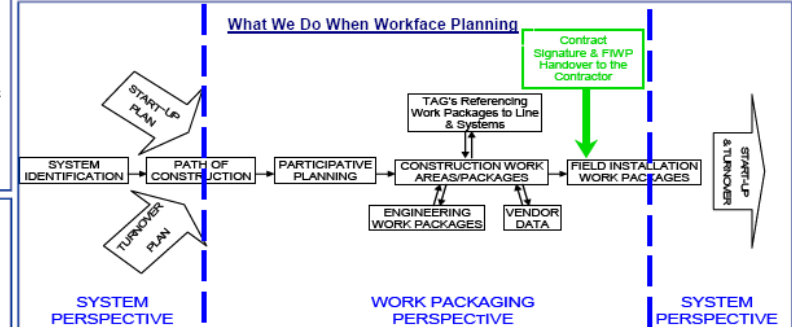 What We Do When Workface Planning
Contract
Signature & FIWP
Handover to the
Contractor
START-UP
PLAN
TAG's Referencing
Work Packages to Line
& Systems
SYSTEM
IDENTIFICATION
PATH OF
CONSTRUCTION
PARTICIPATIVE
PLANNING
CONSTRUCTION WORK
AREAS/PACKAGES
FIELD INSTALLATION
WORK PACKAGES
START-UP
& TURNOVER
TURNOVER
PLAN
ENGINEERING
WORK PACKAGES
VENDOR
DATA
SYSTEM
PERSPECTIVE
WORK PACKAGING
PERSPECTIVE
SYSTEM
PERSPECTIVE